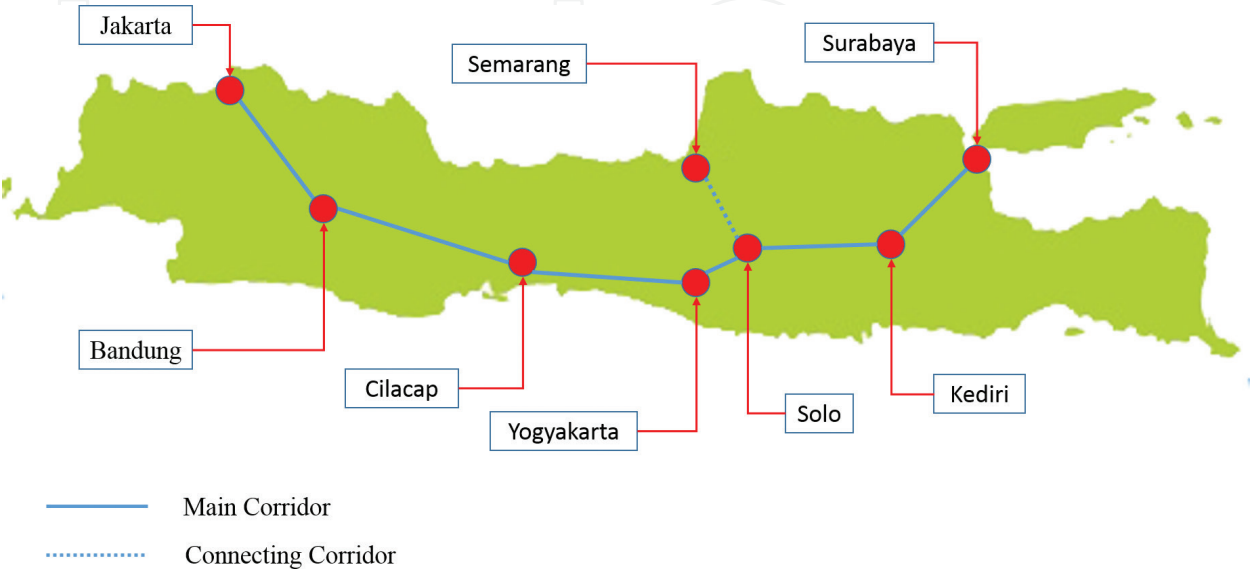 Jakarta
Surabaya
Semarang
Bandung
Cilacap
Kediri
Solo
Yogyakarta
Main Corridor
Connecting Corridor